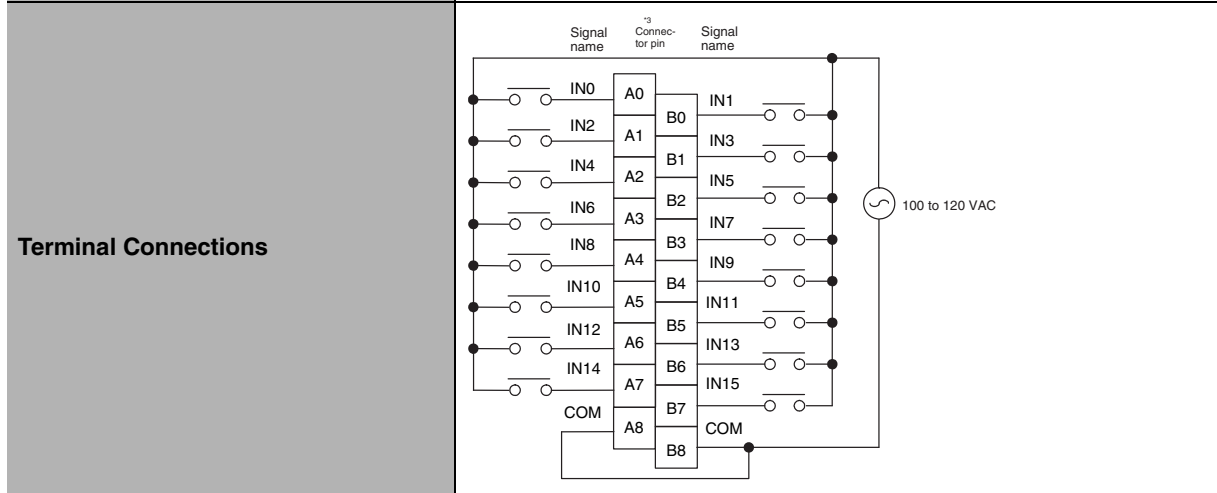 Terminal Connections
Signal
name
*3
Connec-
tor pin
Signal
name
IN0
A0
IN1
B0
IN2
A1
IN3
B1
IN4
A2
IN5
B2
IN6
A3
IN7
B3
IN8
A4
IN9
B4
IN10
A5
IN11
B5
IN12
A6
IN13
B6
IN14
A7
IN15
B7
COM
A8
COM
B8
100 to 120 VAC